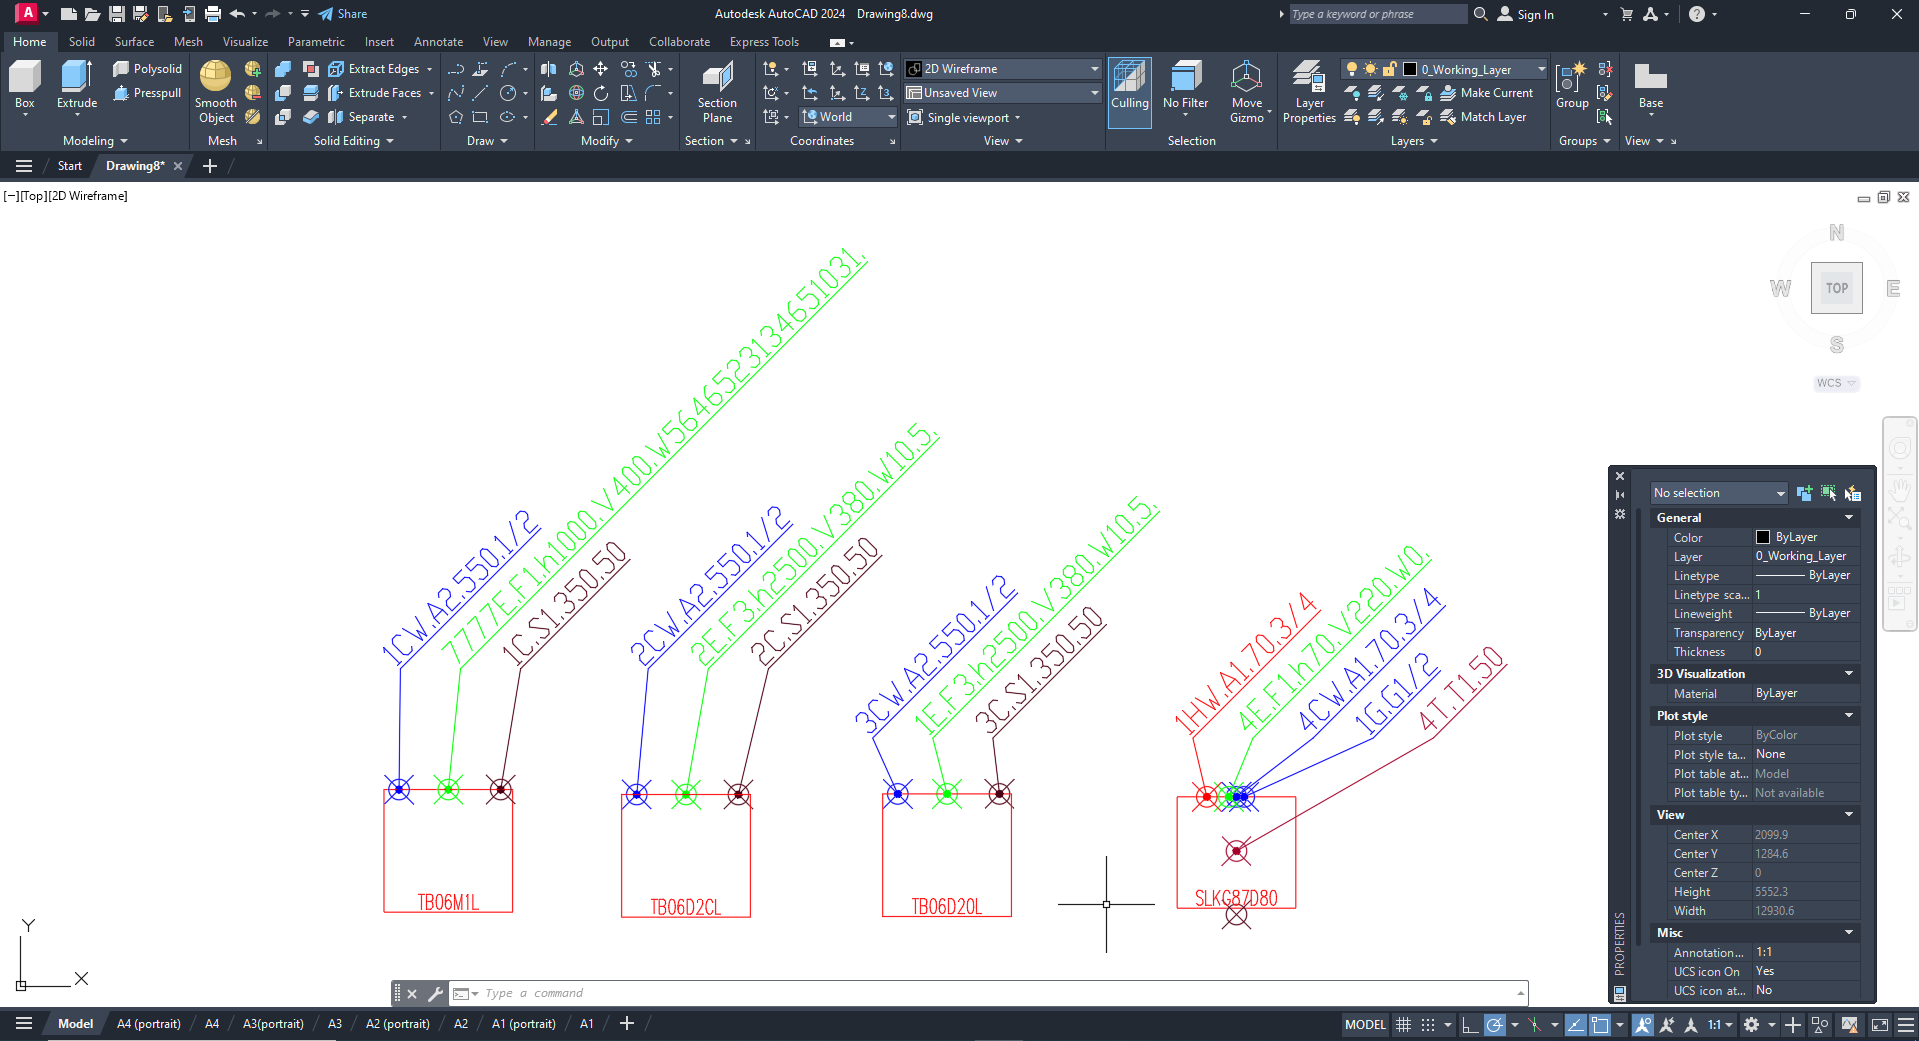 A Share Autodesk AutoCAD 2024 Drawing8.dwg Type a keyword or phrase Sign In
Home Solid Surface Mesh Visualize Parametric Insert Annotate View Manage Output Collaborate Express Tools
Box Extrude Polysolid Presspull Smooth Object Extract Edges Extrude Faces Separate World 2D Wireframe Unsaved View Single viewport Section Plane Culling No Filter Move Gizmo Layer Properties 0_Working_Layer Make Current Match Layer Group Base
Modeling Mesh Solid Editing Draw Modify Section Coordinates View Selection Layers Groups View
Start Drawing8* +
[−][Top][2D Wireframe]
N
W TOP E
S
WCS
1CW.A2.550.1/2
7777E.F1.h1000.V400.W564652313465103​1.
1C.S1.350.50
2CW.A2.550.1/2
2E.F3.h2500.V380.W10.5.
2C.S1.350.50
3CW.A2.550.1/2
1E.F3.h2500.V380.W10.5.
3C.S1.350.50
1HW.A1.70.3/4
4E.F1.h70.V220.W0.
4CW.A1.70.3/4
1G.G1/2
4T.T1.50
TB06M1L
TB06D2CL
TB06D2OL
SLKG87D80
Y
X
No selection
General
Color ByLayer
Layer 0_Working_Layer
Linetype ByLayer
Linetype sca... 1
Lineweight ByLayer
Transparency ByLayer
Thickness 0
3D Visualization
Material ByLayer
Plot style
Plot style ByColor
Plot style ta... None
Plot table at... Model
Plot table ty... Not available
View
Center X 2099.9
Center Y 1284.6
Center Z 0
Height 5552.3
Width 12930.6
Misc
Annotation... 1:1
UCS icon On Yes
UCS icon at... No
PROPERTIES
Type a command
Model A4 (portrait) A4 A3(portrait) A3 A2 (portrait) A2 A1 (portrait) A1 + MODEL 1:1